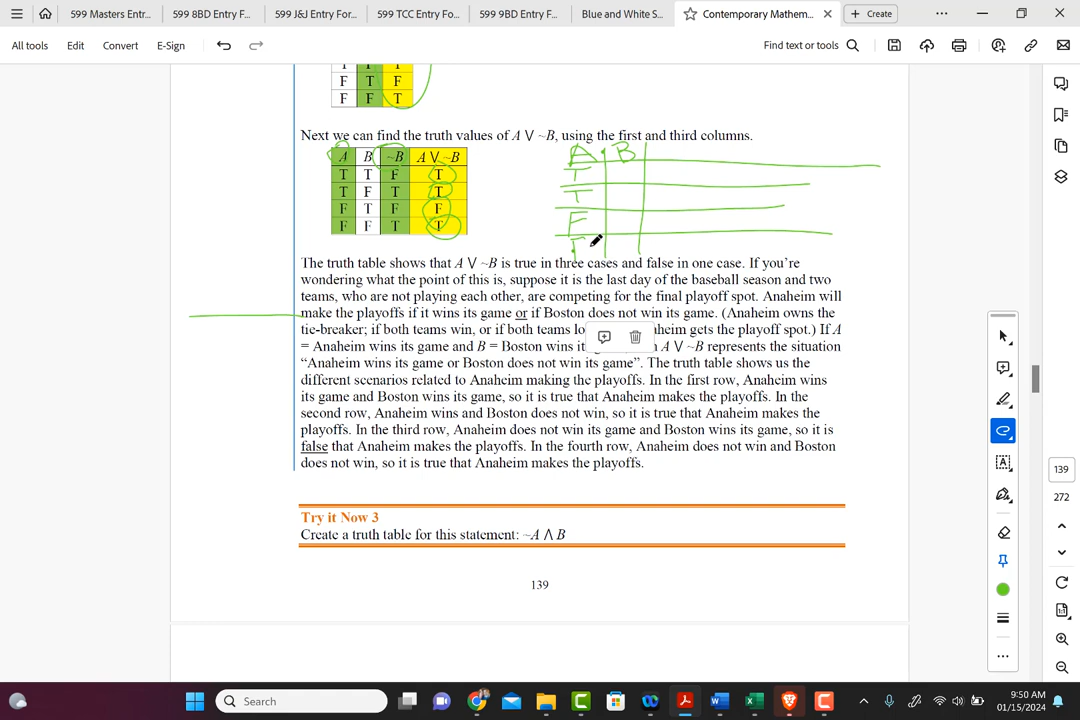 599 Masters Entr...
599 8BD Entry F...
599 J&J Entry For...
599 TCC Entry Fo...
599 9BD Entry F...
Blue and White S...
Contemporary Mathem...
Create
All tools
Edit
Convert
E-Sign
Find text or tools
T T T
F T F
F F T
Next we can find the truth values of A ⋁ ~B, using the first and third columns.
A B ~B A ⋁ ~B
T T F T
T F T T
F T F F
F F T T
A B
T
T
F
F
The truth table shows that A ⋁ ~B is true in three cases and false in one case. If you're
wondering what the point of this is, suppose it is the last day of the baseball season and two
teams, who are not playing each other, are competing for the final playoff spot. Anaheim will
make the playoffs if it wins its game or if Boston does not win its game. (Anaheim owns the
tie-breaker; if both teams win, or if both teams lo heim gets the playoff spot.) If A
= Anaheim wins its game and B = Boston wins it A ⋁ ~B represents the situation
"Anaheim wins its game or Boston does not win its game". The truth table shows us the
different scenarios related to Anaheim making the playoffs. In the first row, Anaheim wins
its game and Boston wins its game, so it is true that Anaheim makes the playoffs. In the
second row, Anaheim wins and Boston does not win, so it is true that Anaheim makes the
playoffs. In the third row, Anaheim does not win its game and Boston wins its game, so it is
false that Anaheim makes the playoffs. In the fourth row, Anaheim does not win and Boston
does not win, so it is true that Anaheim makes the playoffs.
Try it Now 3
Create a truth table for this statement: ~A ⋀ B
139
139
272
Search
9:50 AM
01/15/2024